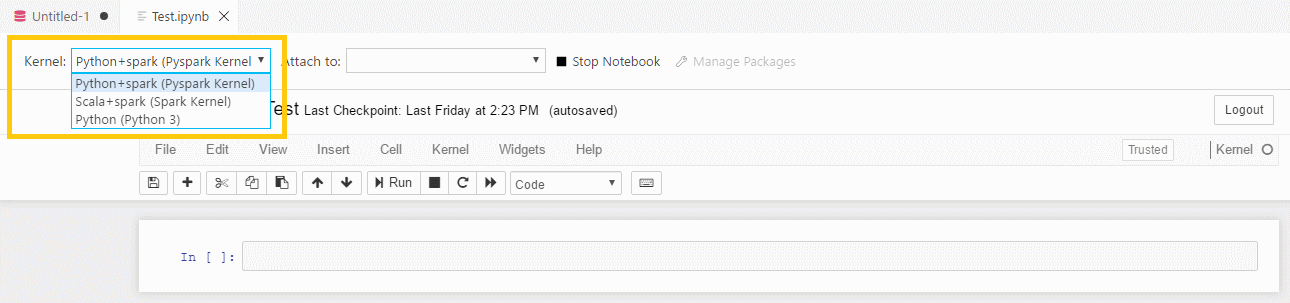 Untitled-1 Test.ipynb
Kernel: Python+spark (Pyspark Kernel Attach to: Stop Notebook Manage Packages
Python+spark (Pyspark Kernel)
Scala+spark (Spark Kernel)
Python (Python 3)
Test Last Checkpoint: Last Friday at 2:23 PM (autosaved) Logout
File Edit View Insert Cell Kernel Widgets Help Trusted Kernel
Run Code
In [ ]: